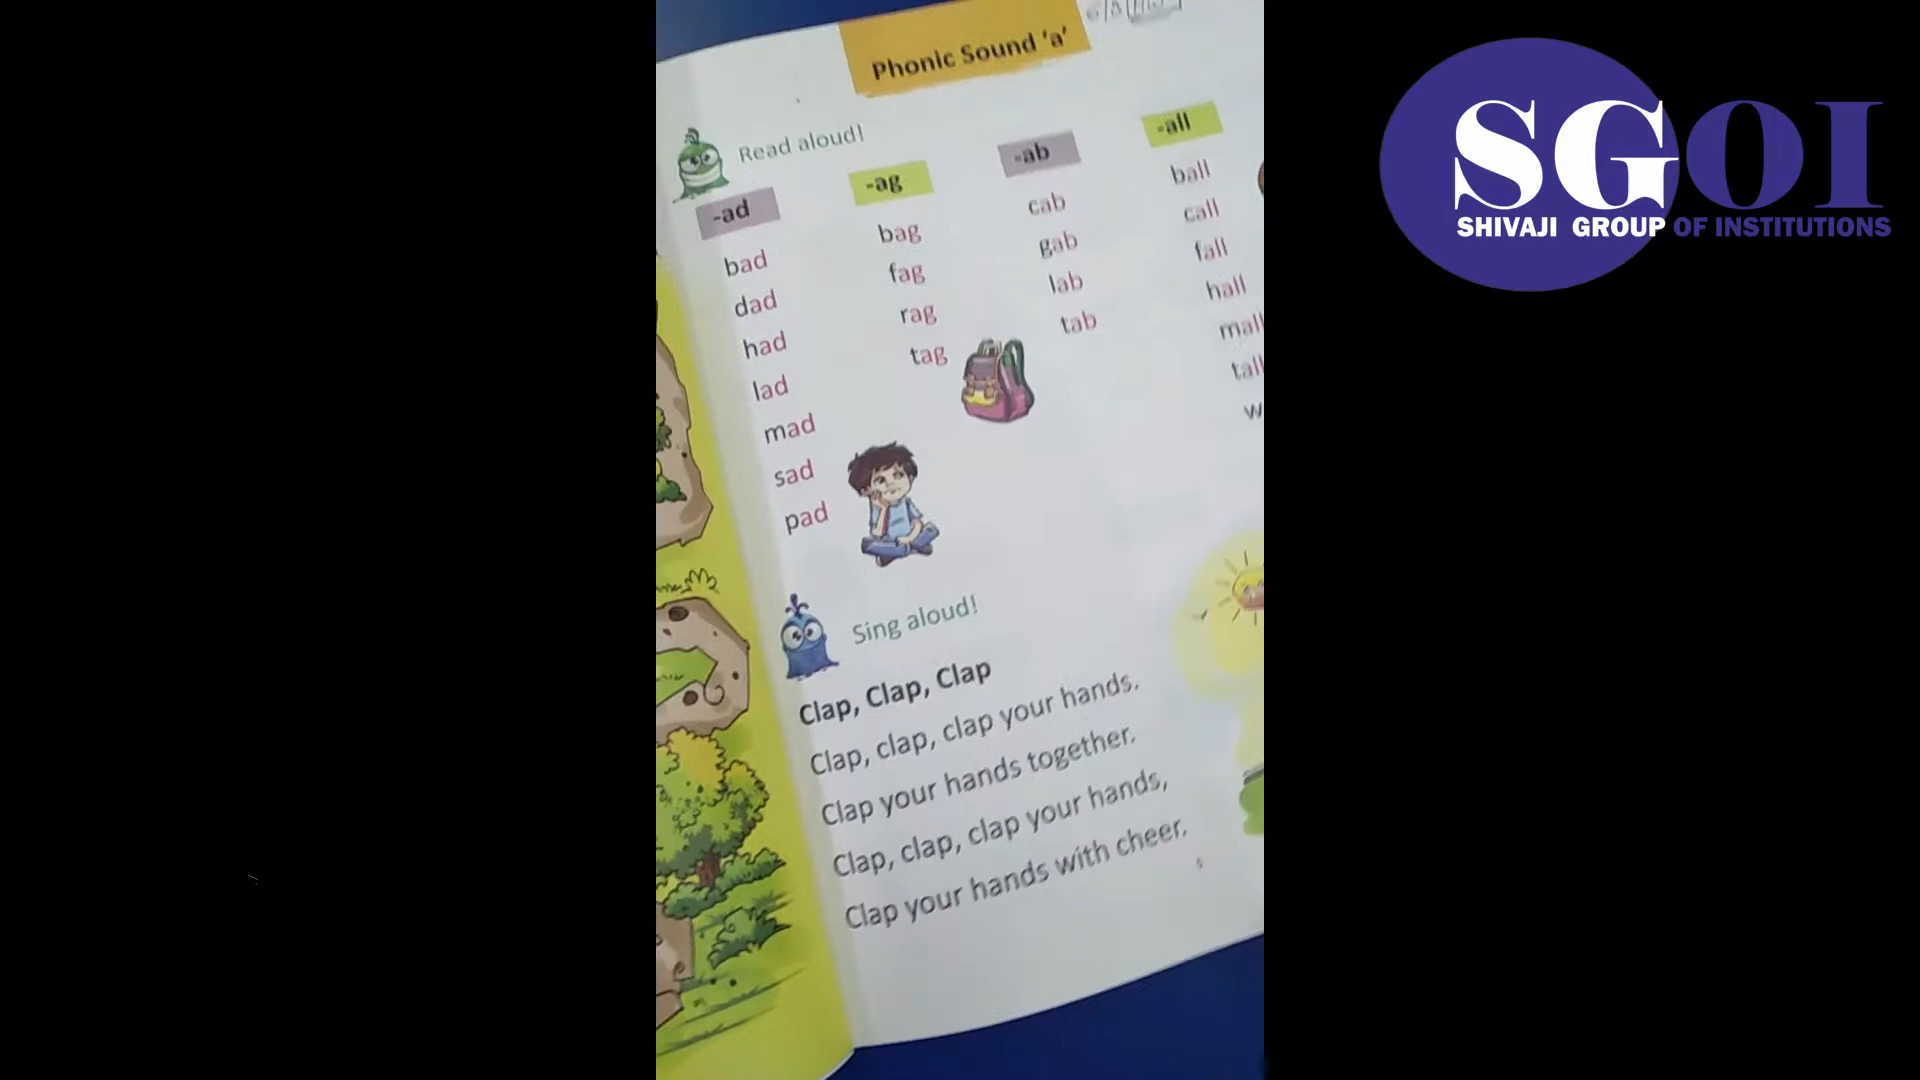 Phonic Sound ‘a’
Read aloud!
-ad
bad
dad
had
lad
mad
sad
pad
-ag
bag
fag
rag
tag
-ab
cab
gab
lab
tab
-all
ball
call
fall
hall
mall
tall
Sing aloud!
Clap, Clap, Clap
Clap, clap, clap your hands.
Clap your hands together.
Clap, clap, clap your hands,
Clap your hands with cheer.
SGOI
SHIVAJI GROUP OF INSTITUTIONS